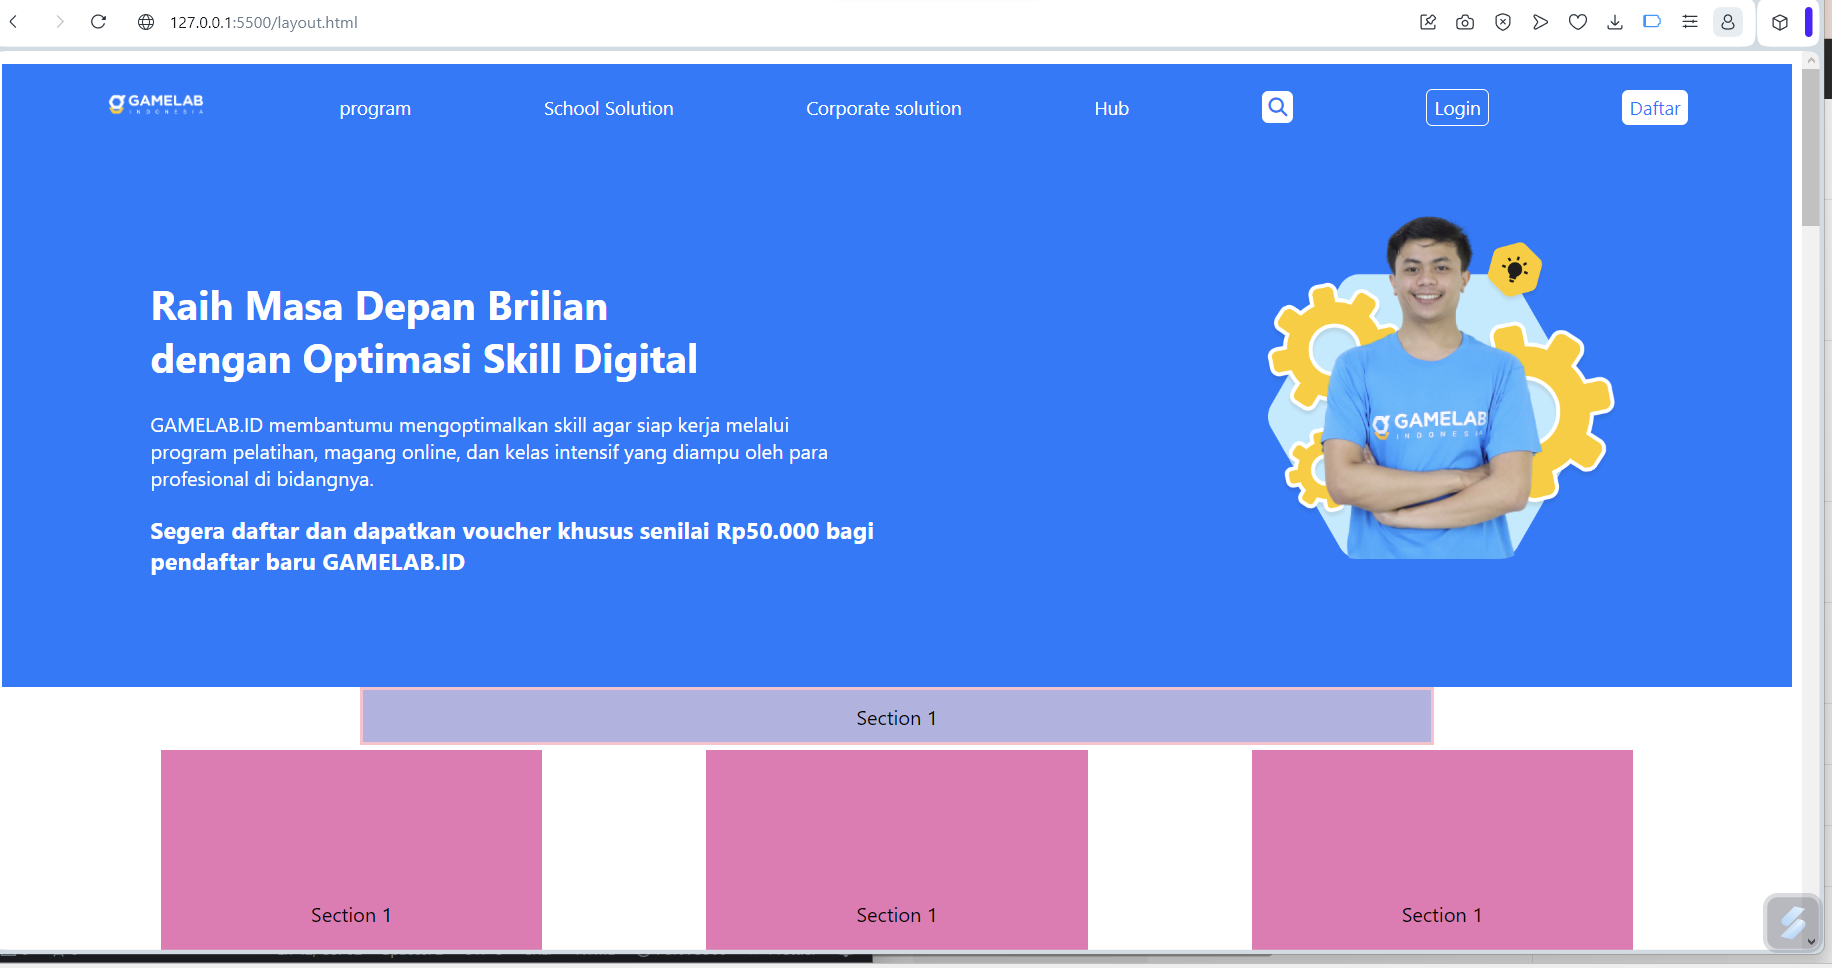 127.0.0.1:5500/layout.html
GAMELAB
INDONESIA
program
School Solution
Corporate solution
Hub
Login
Daftar
Raih Masa Depan Brilian
dengan Optimasi Skill Digital
GAMELAB.ID membantumu mengoptimalkan skill agar siap kerja melalui
program pelatihan, magang online, dan kelas intensif yang diampu oleh para
profesional di bidangnya.
Segera daftar dan dapatkan voucher khusus senilai Rp50.000 bagi
pendaftar baru GAMELAB.ID
GAMELAB
INDONESIA
Section 1
Section 1
Section 1
Section 1